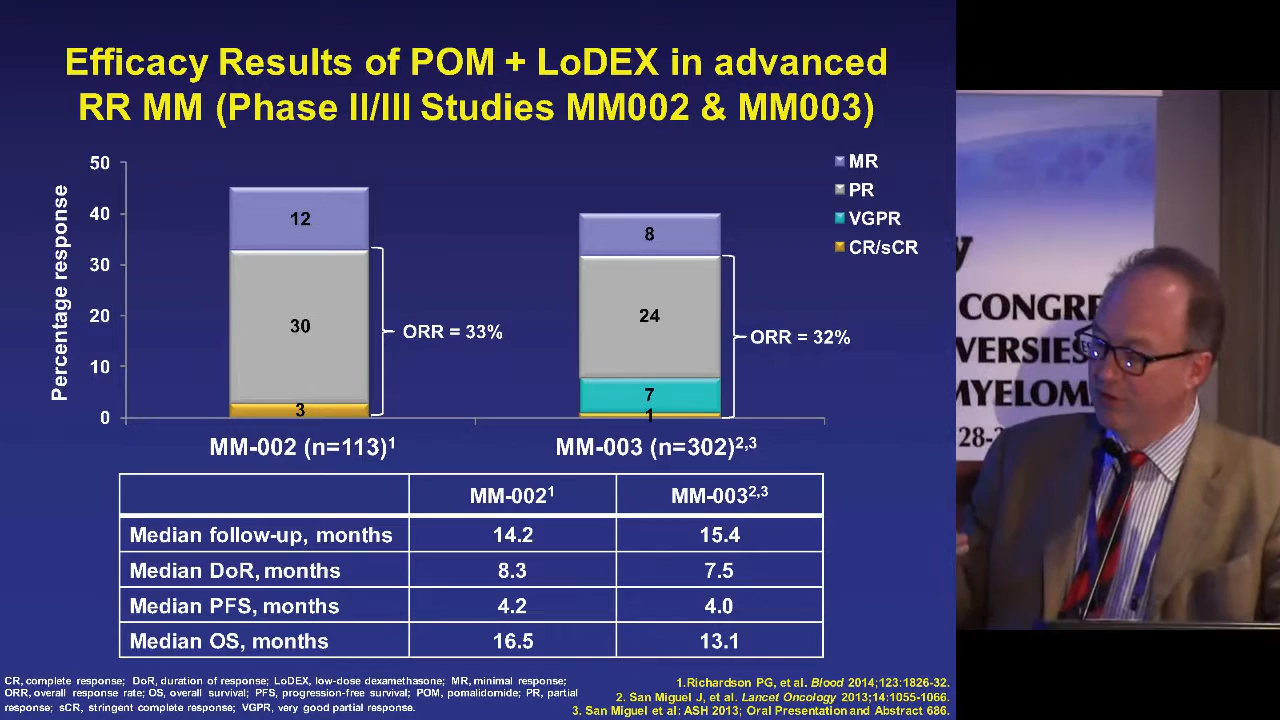 Efficacy Results of POM + LoDEX in advanced
RR MM (Phase II/III Studies MM002 & MM003)
Percentage response
50
40
30
20
10
0
12
30
3
ORR = 33%
8
24
7
1
ORR = 32%
MR
PR
VGPR
CR/sCR
MM-002 (n=113)¹
MM-003 (n=302)²,³
MM-002¹ MM-003²,³
Median follow-up, months 14.2 15.4
Median DoR, months 8.3 7.5
Median PFS, months 4.2 4.0
Median OS, months 16.5 13.1
CR, complete response; DoR, duration of response; LoDEX, low-dose dexamethasone; MR, minimal response;
ORR, overall response rate; OS, overall survival; PFS, progression-free survival; POM, pomalidomide; PR, partial
response; sCR, stringent complete response; VGPR, very good partial response.
1.Richardson PG, et al. Blood 2014;123:1826-32.
2. San Miguel J, et al. Lancet Oncology 2013;14:1055-1066.
3. San Miguel et al: ASH 2013; Oral Presentation and Abstract 686.
y
CONGRE
VERSIES
MYELOM
28-2